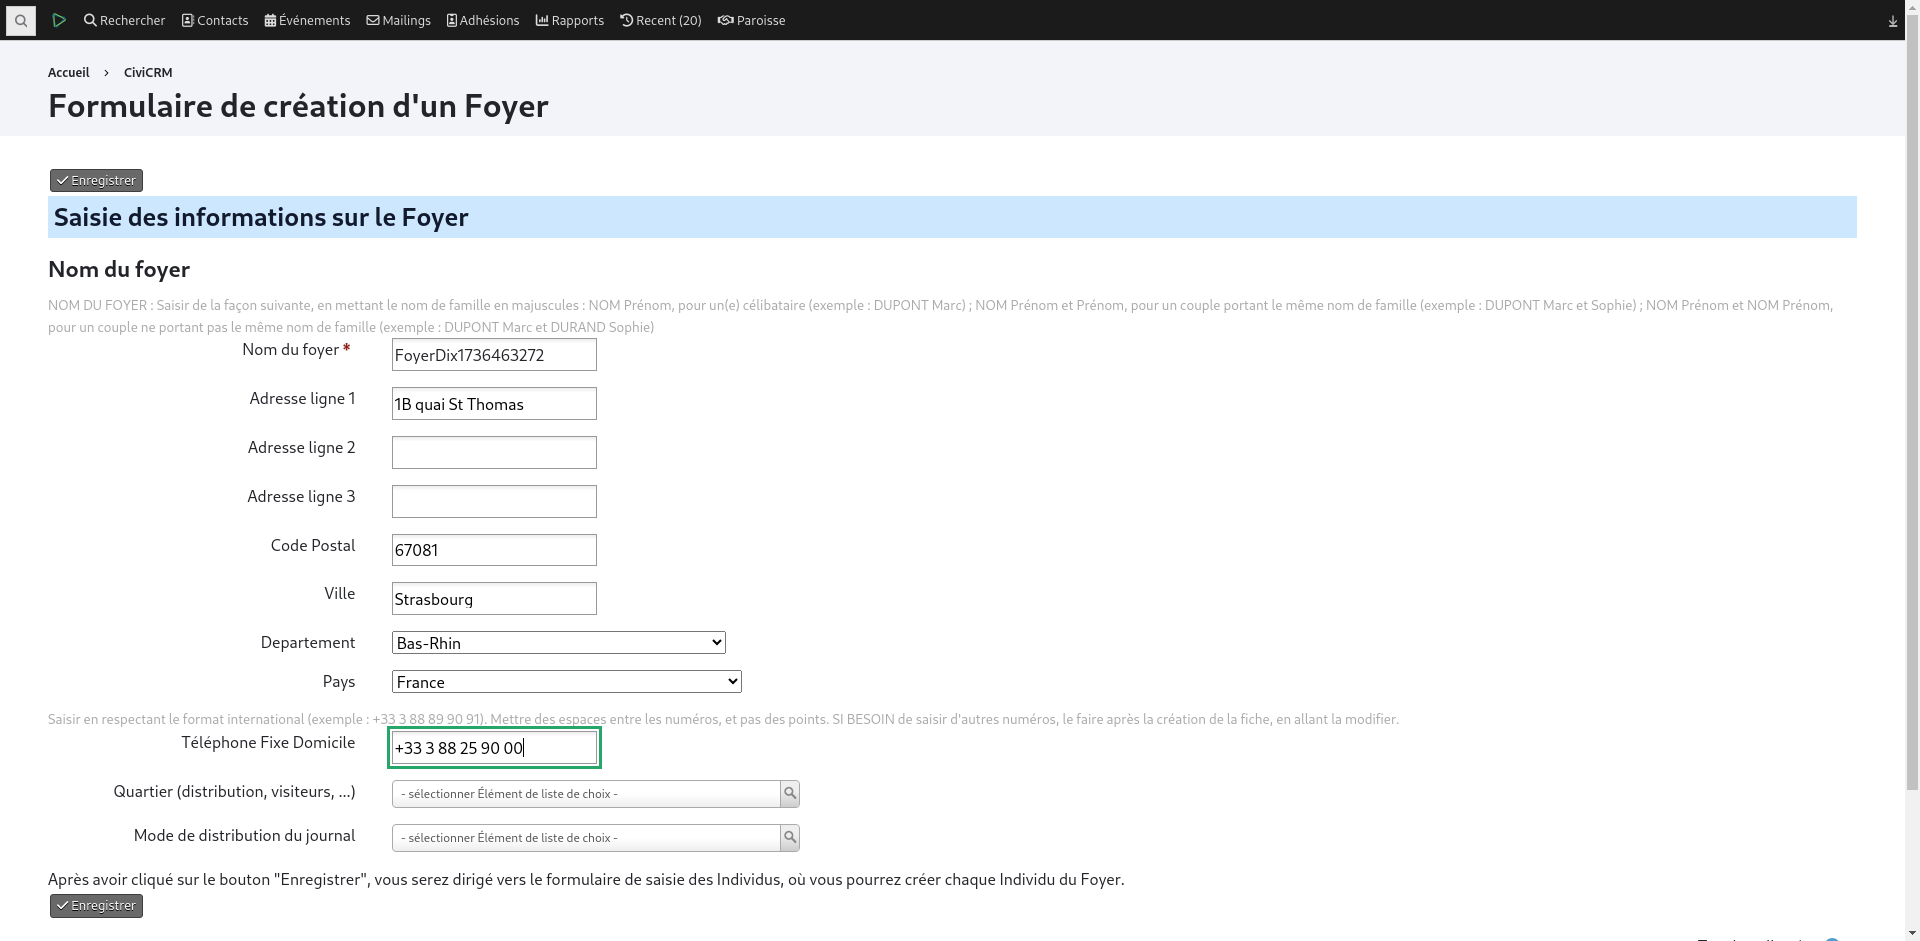 Rechercher Contacts Événements Mailings Adhésions Rapports Recent (20) Paroisse
Accueil › CiviCRM
Formulaire de création d'un Foyer
Enregistrer
Saisie des informations sur le Foyer
Nom du foyer
NOM DU FOYER : Saisir de la façon suivante, en mettant le nom de famille en majuscules : NOM Prénom, pour un(e) célibataire (exemple : DUPONT Marc) ; NOM Prénom et Prénom, pour un couple portant le même nom de famille (exemple : DUPONT Marc et Sophie) ; NOM Prénom et NOM Prénom,
pour un couple ne portant pas le même nom de famille (exemple : DUPONT Marc et DURAND Sophie)
Nom du foyer * FoyerDix1736463272
Adresse ligne 1 1B quai St Thomas
Adresse ligne 2
Adresse ligne 3
Code Postal 67081
Ville Strasbourg
Departement Bas-Rhin
Pays France
Saisir en respectant le format international (exemple : +33 3 88 89 90 91). Mettre des espaces entre les numéros, et pas des points. SI BESOIN de saisir d'autres numéros, le faire après la création de la fiche, en allant la modifier.
Téléphone Fixe Domicile +33 3 88 25 90 00
Quartier (distribution, visiteurs, ...) - sélectionner Élément de liste de choix -
Mode de distribution du journal - sélectionner Élément de liste de choix -
Après avoir cliqué sur le bouton "Enregistrer", vous serez dirigé vers le formulaire de saisie des Individus, où vous pourrez créer chaque Individu du Foyer.
Enregistrer